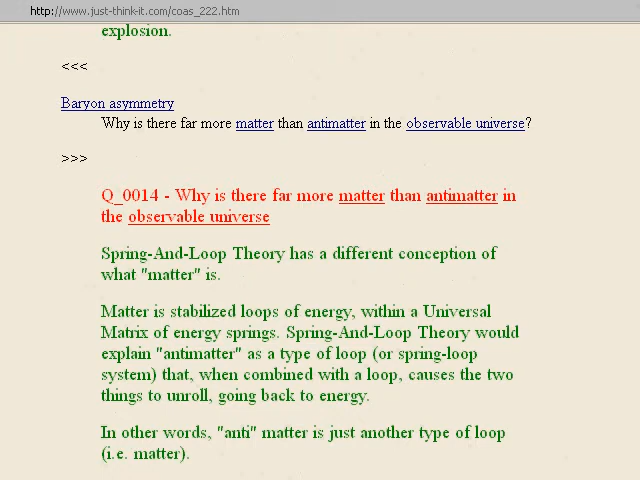 http://www.just-think-it.com/coas_222.htm
explosion.
<<<
Baryon asymmetry
Why is there far more matter than antimatter in the observable universe?
>>>
Q_0014 - Why is there far more matter than antimatter in
the observable universe
Spring-And-Loop Theory has a different conception of
what "matter" is.
Matter is stabilized loops of energy, within a Universal
Matrix of energy springs. Spring-And-Loop Theory would
explain "antimatter" as a type of loop (or spring-loop
system) that, when combined with a loop, causes the two
things to unroll, going back to energy.
In other words, "anti" matter is just another type of loop
(i.e. matter).